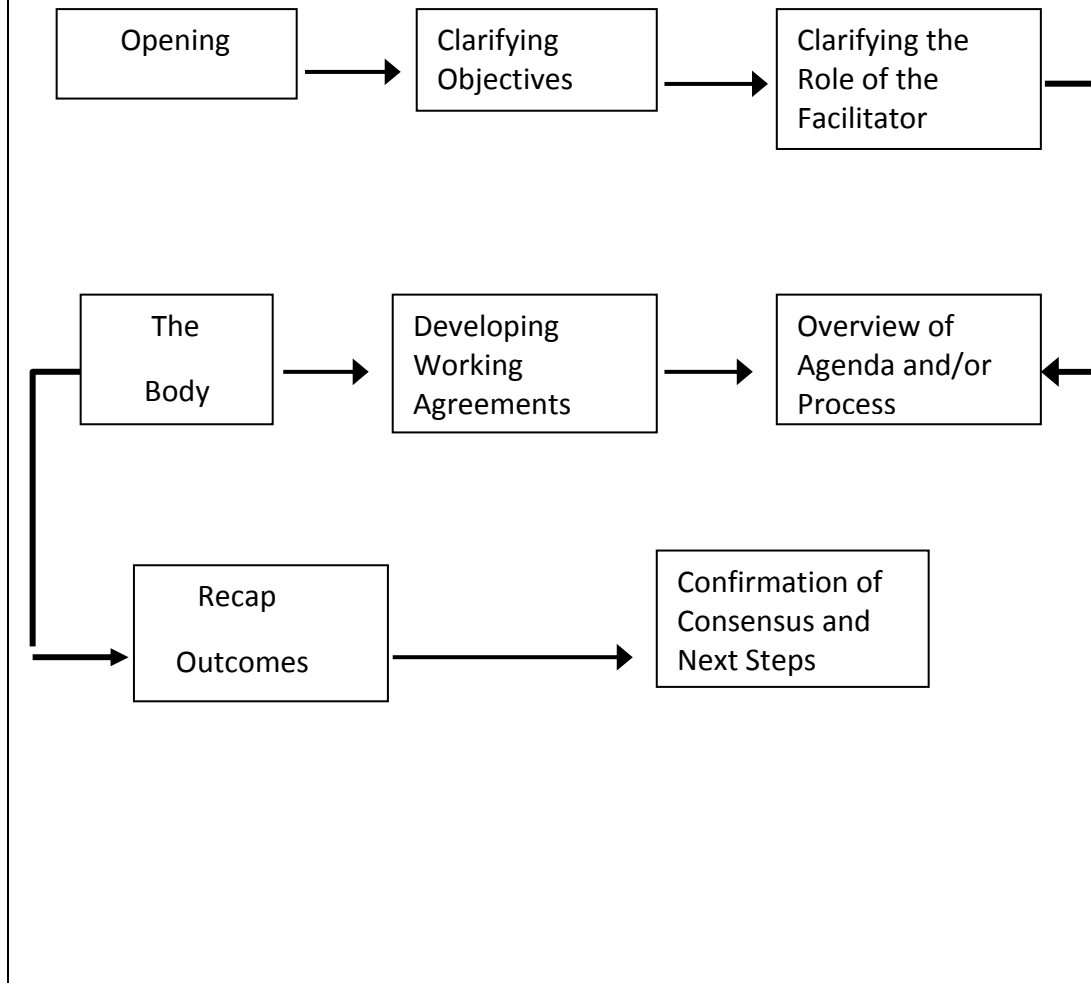 Opening
Clarifying
Objectives
Clarifying the
Role of the
Facilitator
The
Body
Developing
Working
Agreements
Overview of
Agenda and/or
Process
Recap
Outcomes
Confirmation of
Consensus and
Next Steps